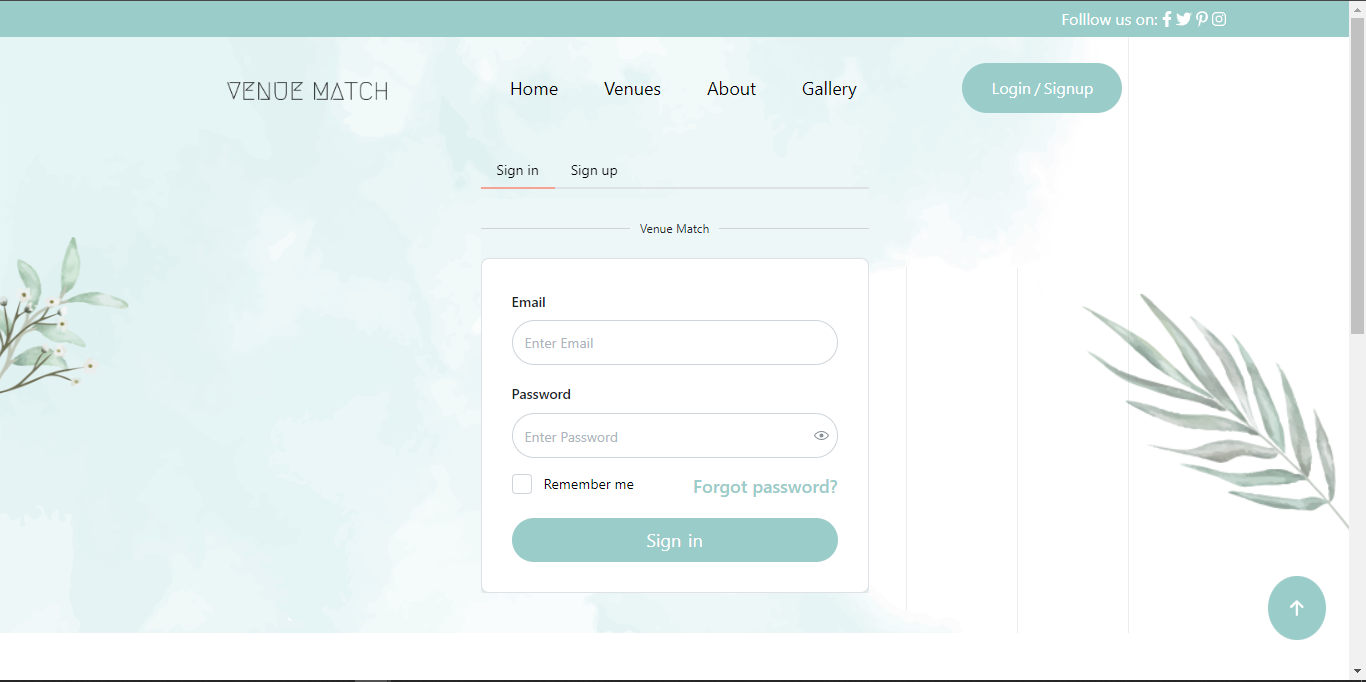 Folllow us on:
VENUE MATCH
Home Venues About Gallery Login / Signup
Sign in Sign up
Venue Match
Email
Enter Email
Password
Enter Password
Remember me Forgot password?
Sign in